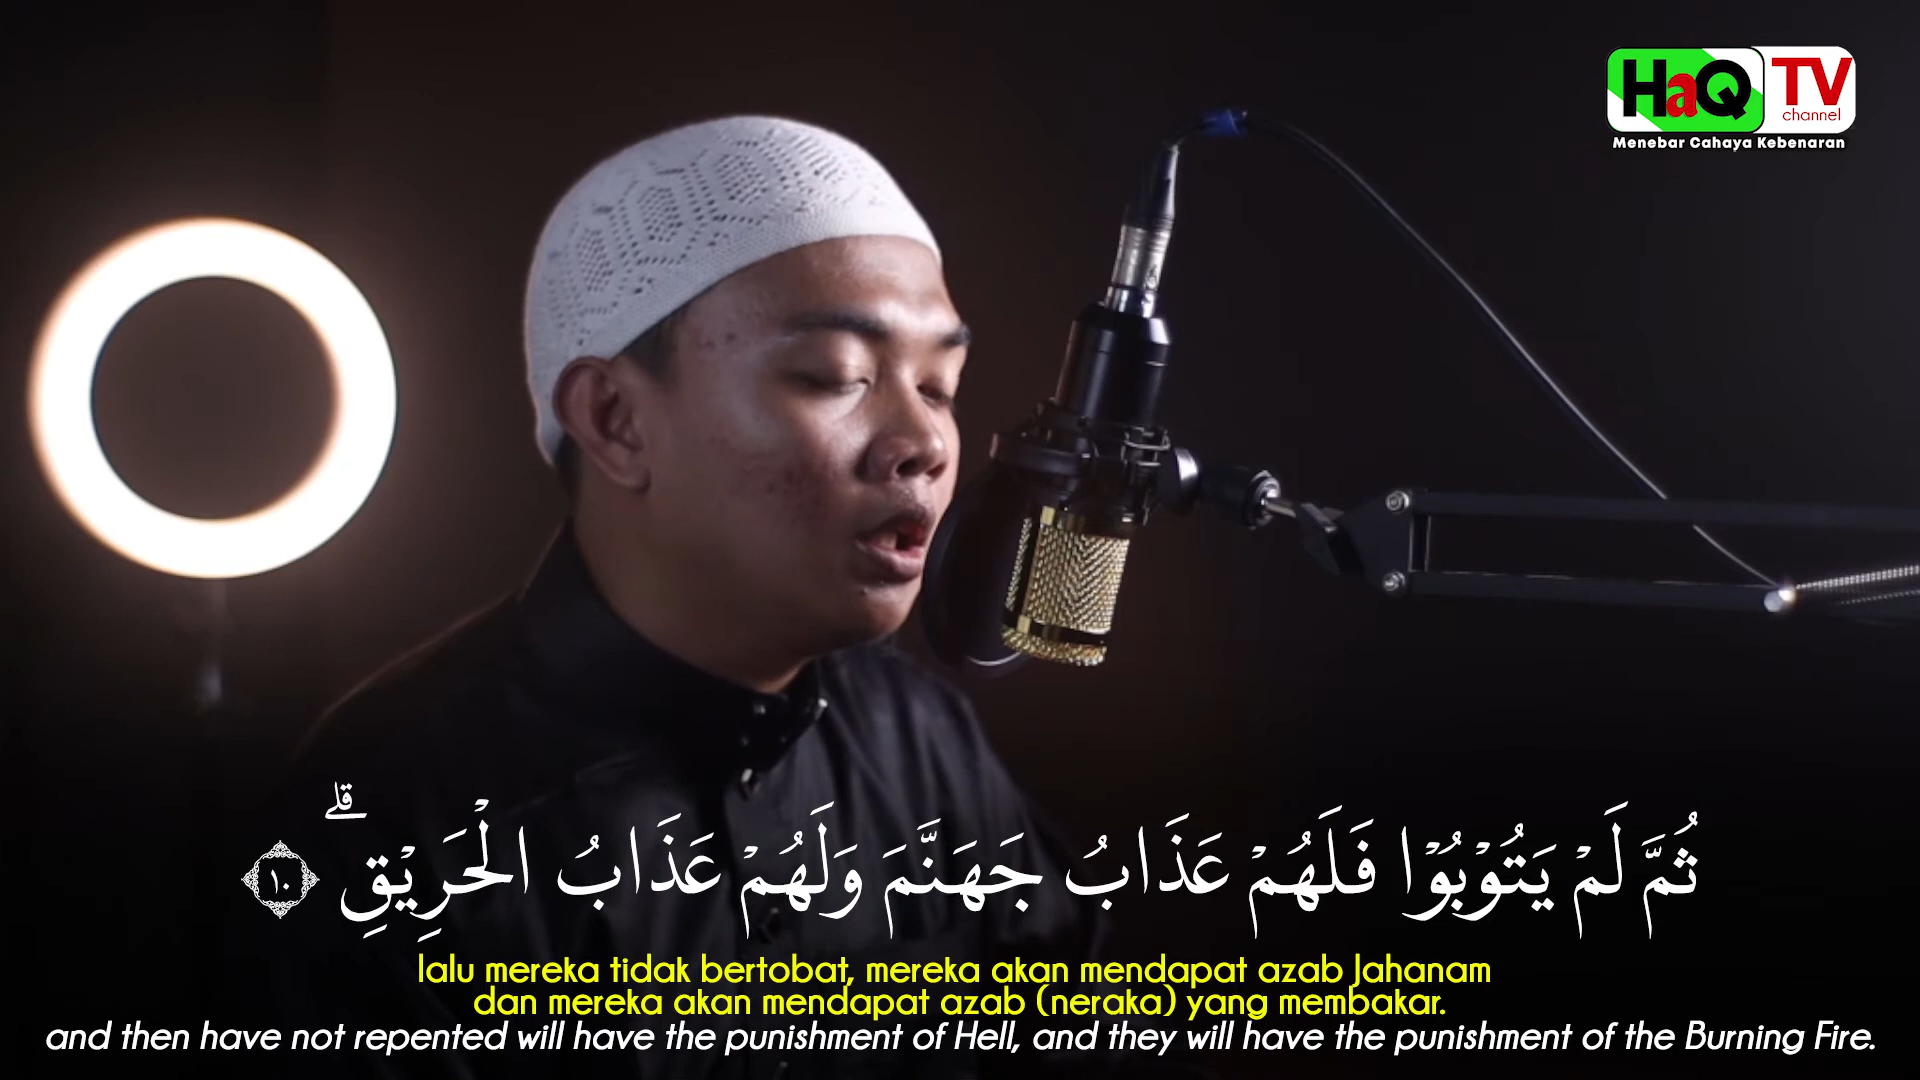 HaQ TV
channel
Menebar Cahaya Kebenaran
ثُمَّ لَمْ يَتُوْبُوْا فَلَهُمْ عَذَابُ جَهَنَّمَ وَلَهُمْ عَذَابُ الْحَرِيْقِۗ ١٠
lalu mereka tidak bertobat, mereka akan mendapat azab Jahanam
dan mereka akan mendapat azab (neraka) yang membakar.
and then have not repented will have the punishment of Hell, and they will have the punishment of the Burning Fire.